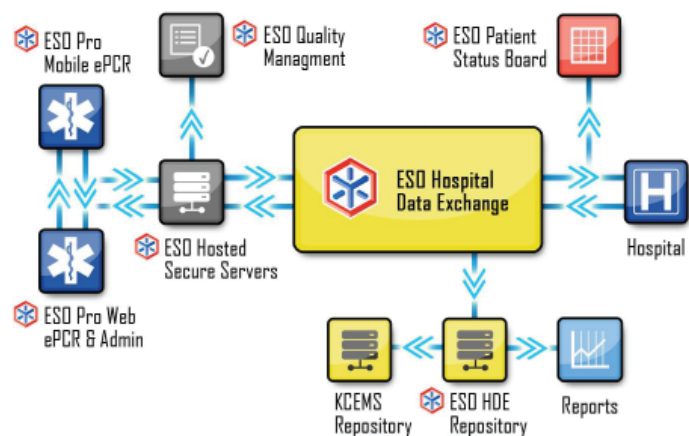 ESO Pro
Mobile ePCR
ESO Quality
Managment
ESO Patient
Status Board
ESO Hospital
Data Exchange
H
Hospital
ESO Hosted
Secure Servers
ESO Pro Web
ePCR & Admin
KCEMS
Repository
ESO HDE
Repository
Reports